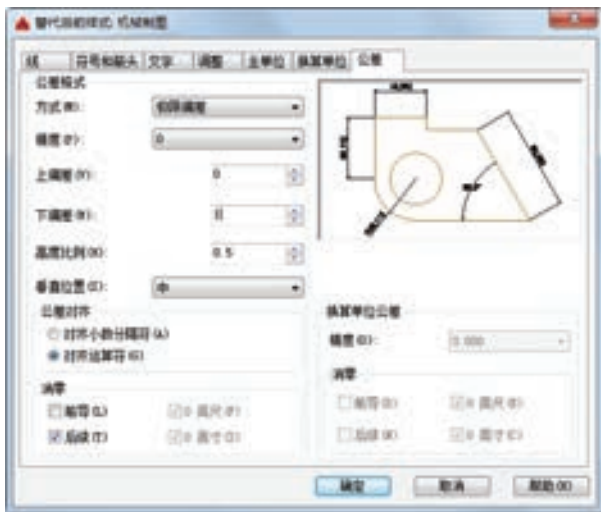 替代当前样式: 机械制图
线 符号和箭头 文字 调整 主单位 换算单位 公差
公差格式
方式(M): 极限偏差
精度(P): 0
上偏差(V): 0
下偏差(W): 1
高度比例(H): 0.5
垂直位置(S): 中
公差对齐
对齐小数分隔符(A)
对齐运算符(G)
消零
前导(L) 0 英尺(F)
后续(T) 0 英寸(I)
换算单位公差
精度(O): 0.000
消零
前导(D) 0 英尺(E)
后续(N) 0 英寸(C)
确定 取消 帮助(H)